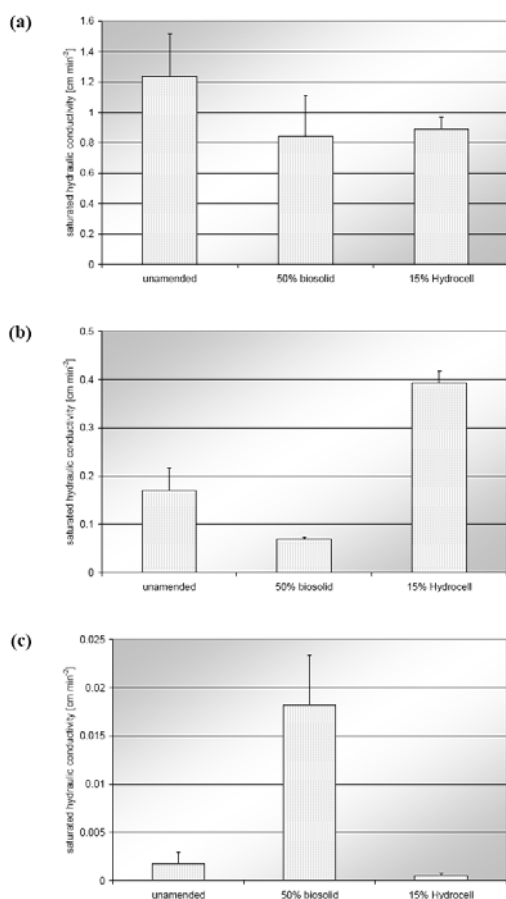 (a)
saturated hydraulic conductivity [cm min⁻²]
1.6
1.4
1.2
1
0.8
0.6
0.4
0.2
0
unamended 50% biosolid 15% Hydrocell
(b)
saturated hydraulic conductivity [cm min⁻²]
0.5
0.4
0.3
0.2
0.1
0
unamended 50% biosolid 15% Hydrocell
(c)
saturated hydraulic conductivity [cm min⁻²]
0.025
0.02
0.015
0.01
0.005
0
unamended 50% biosolid 15% Hydrocell